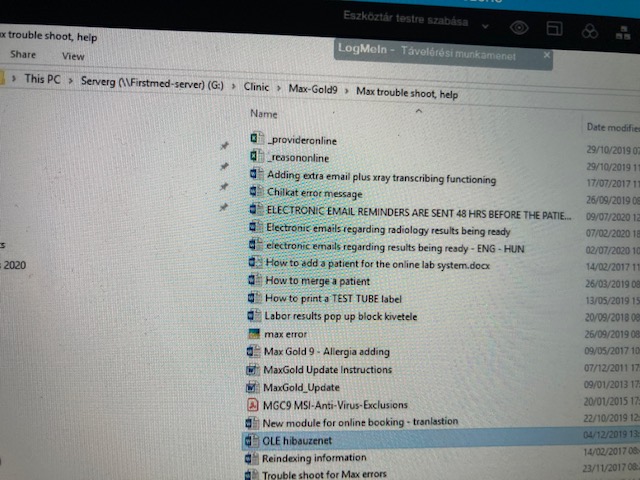 Eszköztár testre szabása
x trouble shoot, help
LogMeIn - Távelérési munkamenet
Share View
This PC > Serverg (\\Firstmed-server) (G:) > Clinic > Max-Gold9 > Max trouble shoot, help
Name Date modified
_provideronline 29/10/2019 0
_reasononline 29/10/2019 1
Adding extra email plus xray transcribing functioning 17/07/2017 11
Chilkat error message 26/09/2019 08
ELECTRONIC EMAIL REMINDERS ARE SENT 48 HRS BEFORE THE PATIE... 09/07/2020 1
Electronic emails regarding radiology results being ready 07/02/2020 18
electronic emails regarding results being ready - ENG - HUN 02/07/2020 10
How to add a patient for the online lab system.docx 14/02/2017 11
How to merge a patient 26/03/2019 08
How to print a TEST TUBE label 13/05/2019 15
Labor results pop up block kivetele 20/09/2018 08
max error 26/09/2019 08
Max Gold 9 - Allergia adding 09/05/2017 10
MaxGold Update Instructions 07/12/2011 17
MaxGold_Update 09/01/2013 17
MGC9 MSI-Anti-Virus-Exclusions 20/01/2015 17
New module for online booking - tranlastion 22/10/2019 12
OLE hibauzenet 04/12/2019 13
Reindexing information 14/02/2017 08
Trouble shoot for Max errors 23/11/2017 08
s
2020